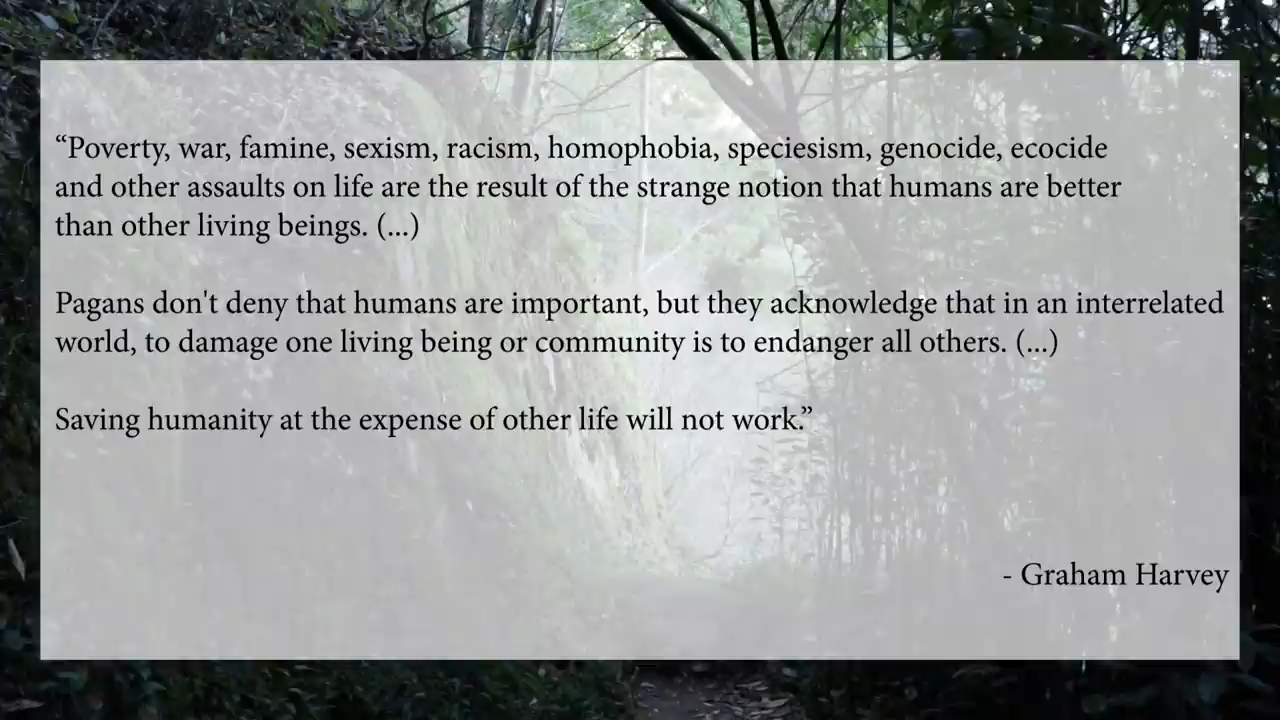 “Poverty, war, famine, sexism, racism, homophobia, speciesism, genocide, ecocide
and other assaults on life are the result of the strange notion that humans are better
than other living beings. (...)
Pagans don't deny that humans are important, but they acknowledge that in an interrelated
world, to damage one living being or community is to endanger all others. (...)
Saving humanity at the expense of other life will not work.”
- Graham Harvey